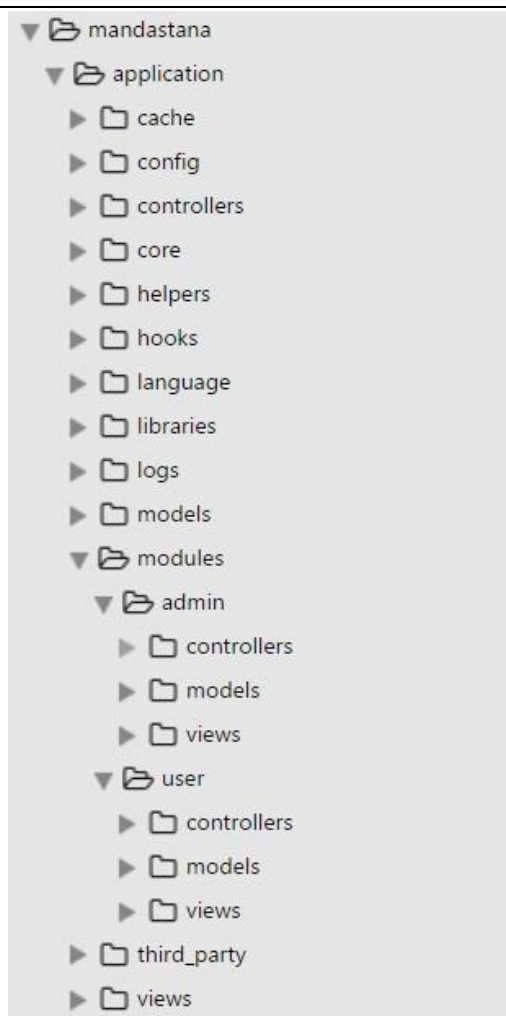 mandastana
application
cache
config
controllers
core
helpers
hooks
language
libraries
logs
models
modules
admin
controllers
models
views
user
controllers
models
views
third_party
views